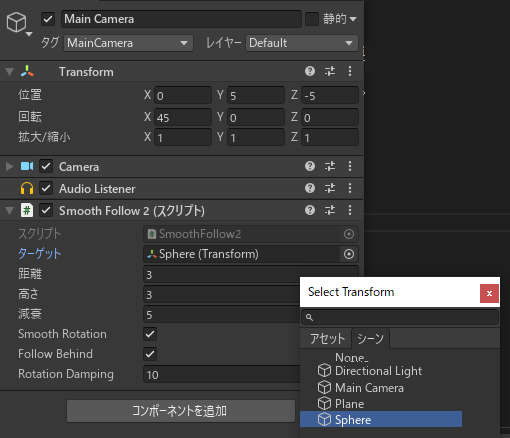 Main Camera 静的
タグ MainCamera レイヤー Default
Transform
位置 X 0 Y 5 Z -5
回転 X 45 Y 0 Z 0
拡大/縮小 X 1 Y 1 Z 1
Camera
Audio Listener
Smooth Follow 2 (スクリプト)
スクリプト SmoothFollow2
ターゲット Sphere (Transform)
距離 3
高さ 3
減衰 5
Smooth Rotation
Follow Behind
Rotation Damping 10
コンポーネントを追加
Select Transform
アセット シーン
None
Directional Light
Main Camera
Plane
Sphere